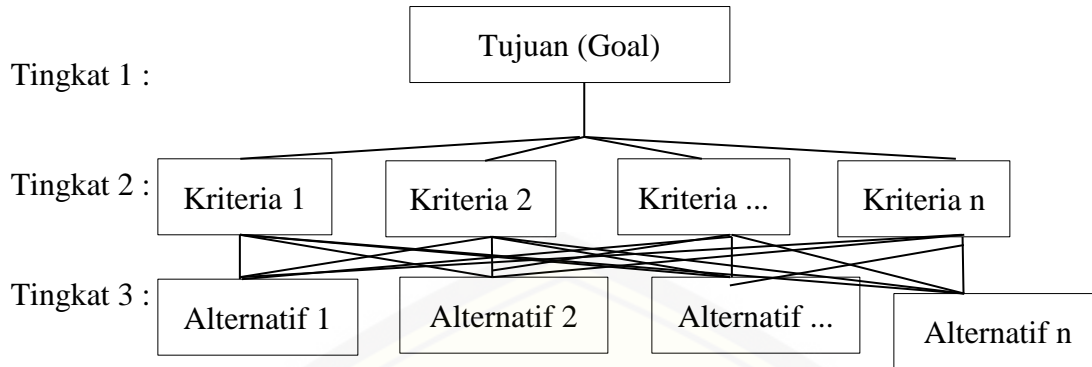 Tujuan (Goal)
Tingkat 1 :
Tingkat 2 :
Kriteria 1
Kriteria 2
Kriteria ...
Kriteria n
Tingkat 3 :
Alternatif 1
Alternatif 2
Alternatif ...
Alternatif n